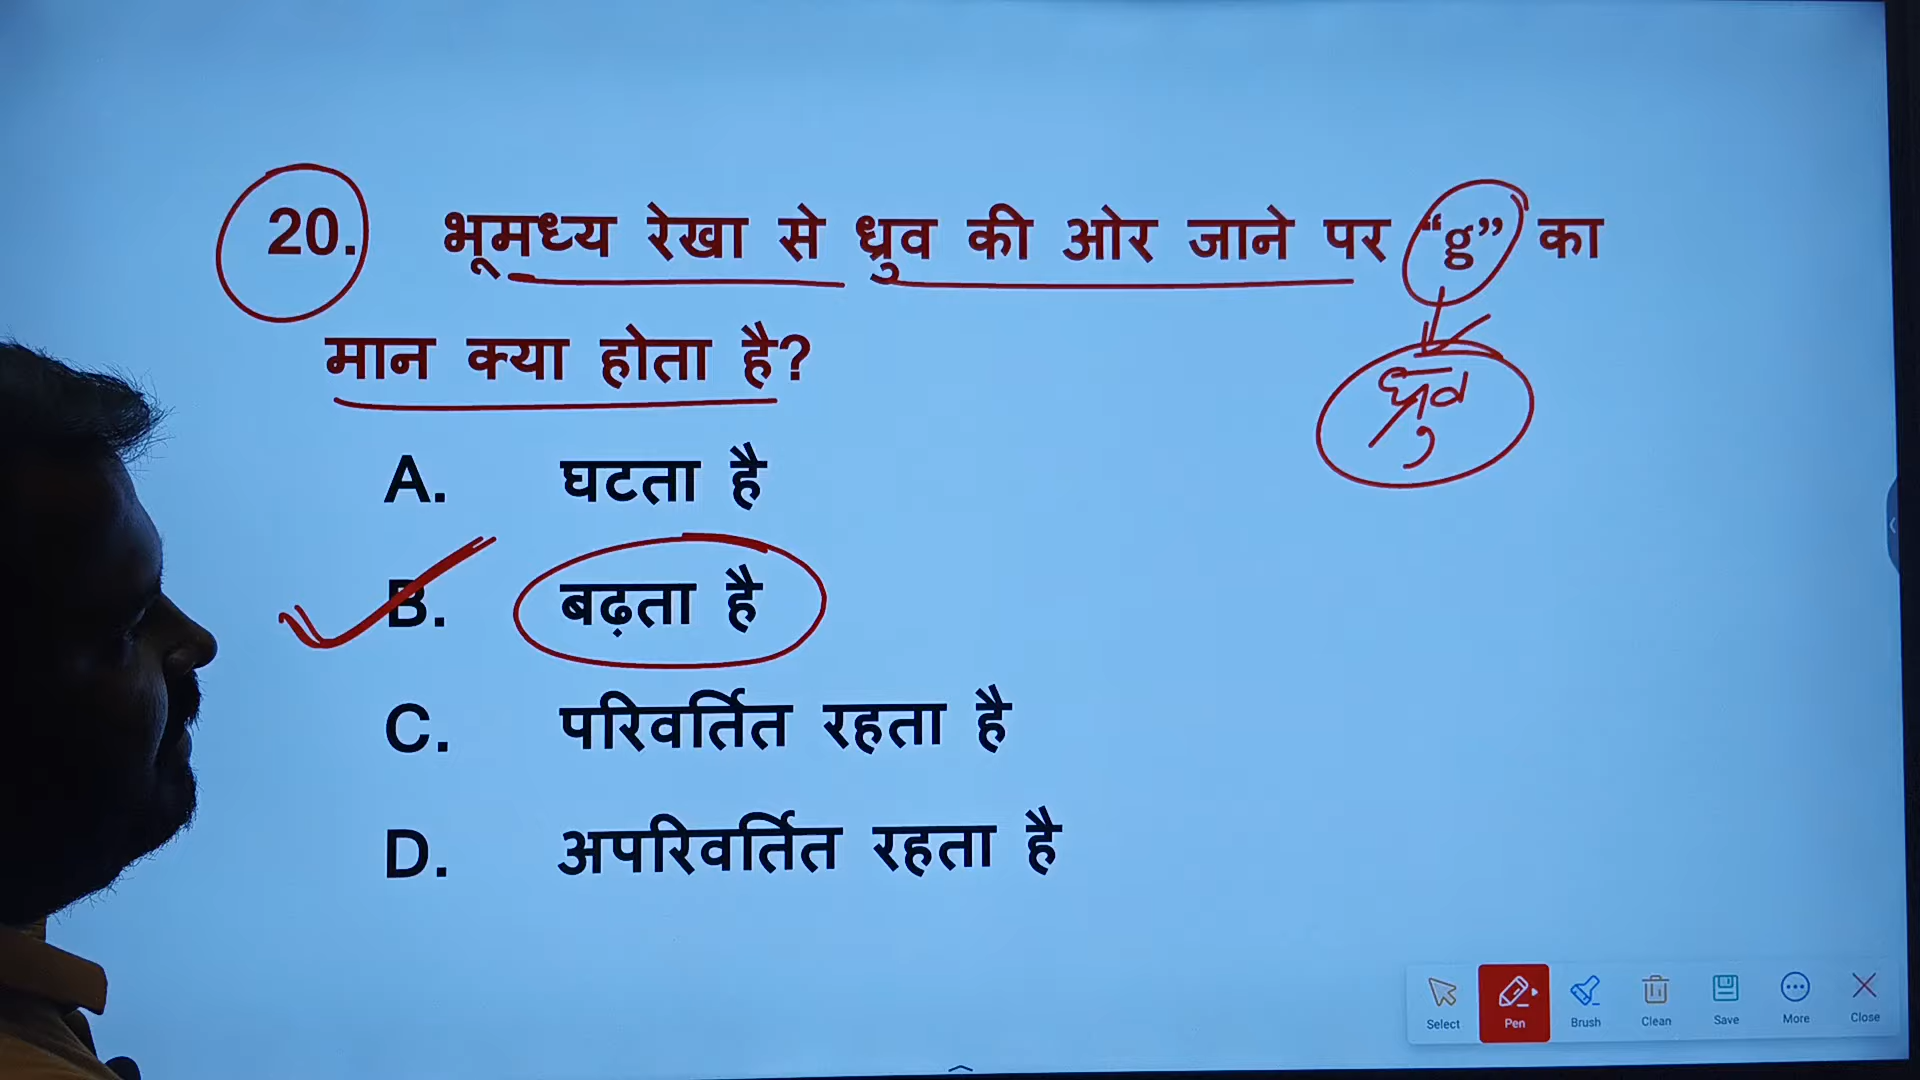 20. भूमध्य रेखा से ध्रुव की ओर जाने पर “g” का
मान क्या होता है?
ध्रुव
A. घटता है
B. बढ़ता है
C. परिवर्तित रहता है
D. अपरिवर्तित रहता है
Select Pen Brush Clean Save More Close